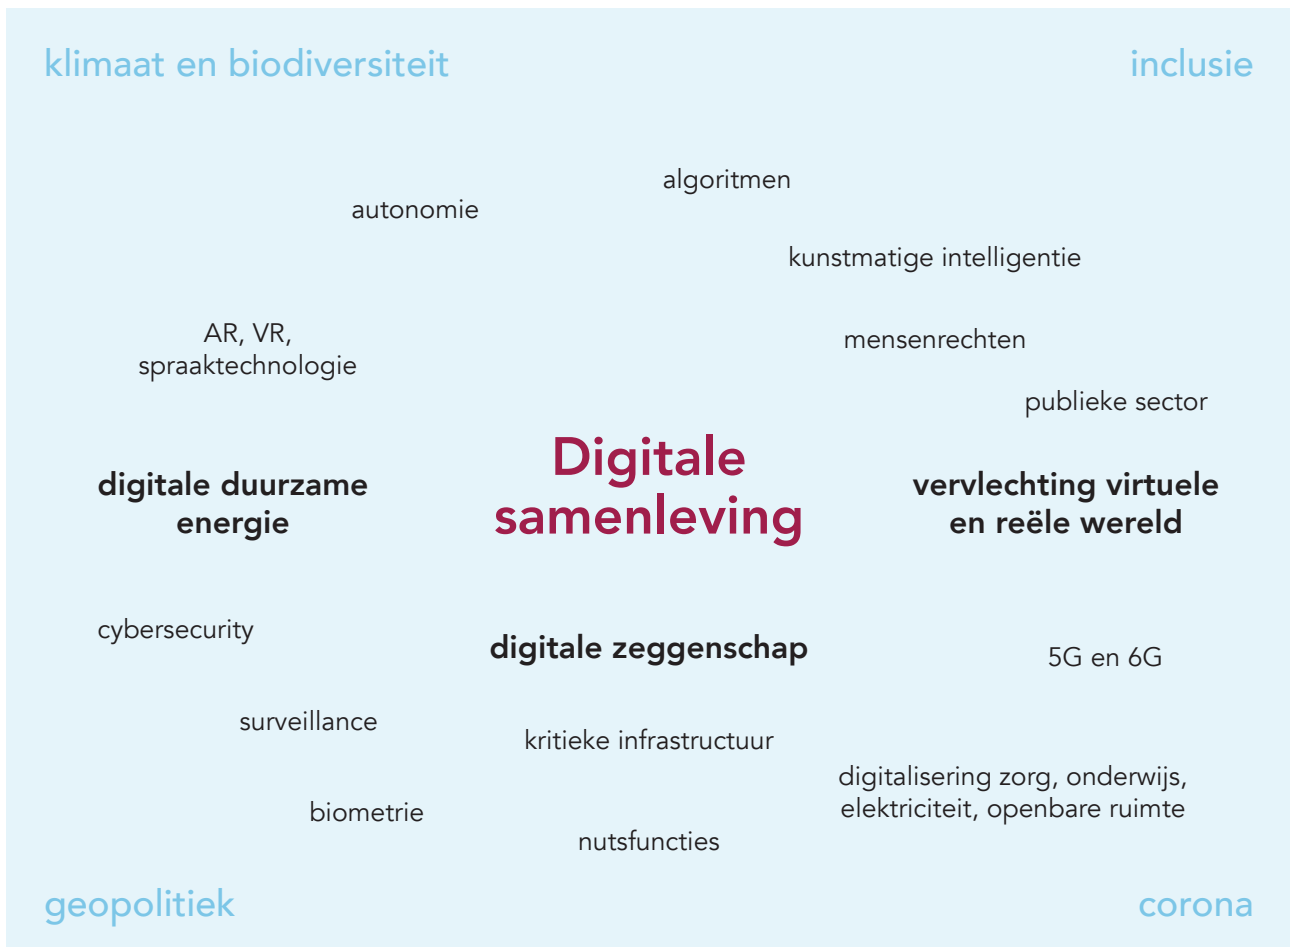 klimaat en biodiversiteit
inclusie
algoritmen
autonomie
kunstmatige intelligentie
AR, VR,
spraaktechnologie
mensenrechten
publieke sector
Digitale
samenleving
digitale duurzame
energie
vervlechting virtuele
en reële wereld
cybersecurity
digitale zeggenschap
5G en 6G
surveillance
kritieke infrastructuur
digitalisering zorg, onderwijs,
elektriciteit, openbare ruimte
biometrie
nutsfuncties
geopolitiek
corona